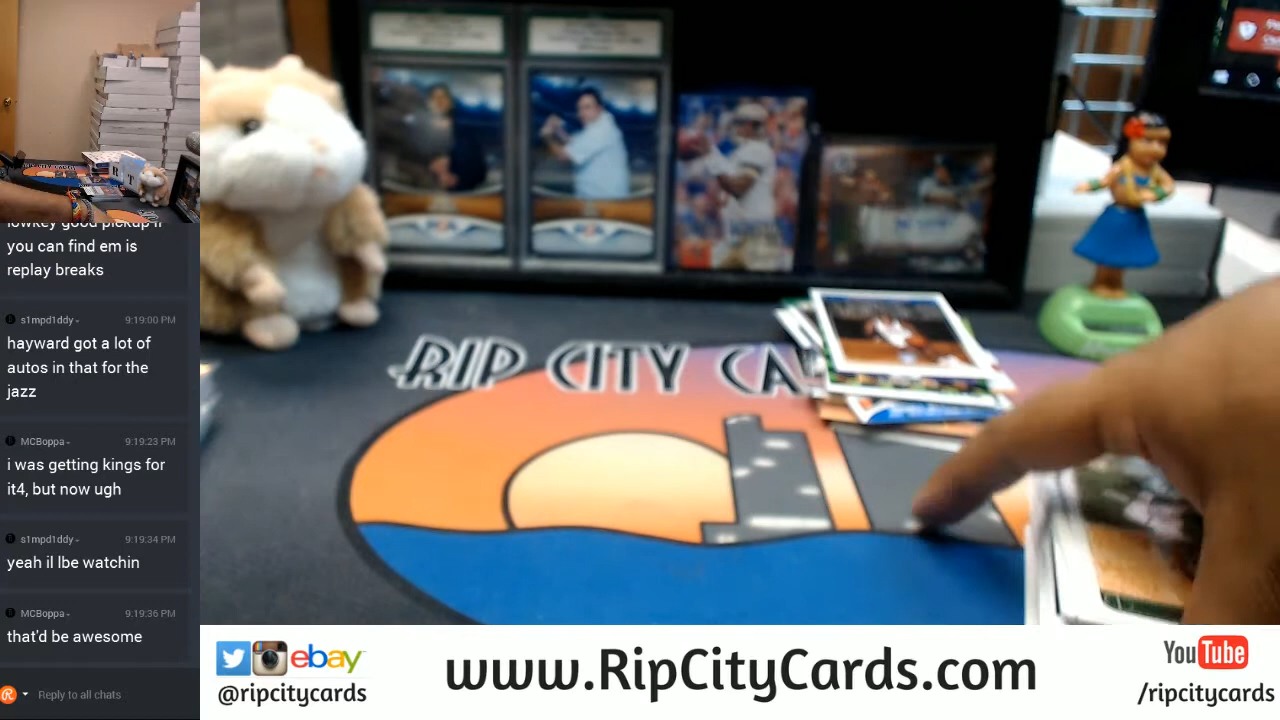 lowkey good pickup if
you can find em is
replay breaks
s1mpd1ddy 9:19:00 PM
hayward got a lot of
autos in that for the
jazz
MCBoppa 9:19:23 PM
i was getting kings for
it4, but now ugh
s1mpd1ddy 9:19:34 PM
yeah il lbe watchin
MCBoppa 9:19:36 PM
that'd be awesome
Reply to all chats
RIP CITY CA
ebay
@ripcitycards
www.RipCityCards.com
YouTube
/ripcitycards